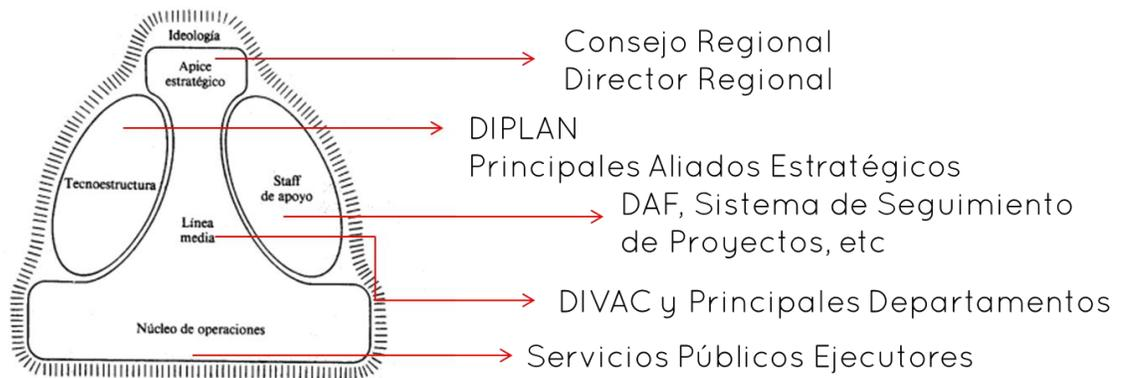 Ideología
Apice
estratégico
Consejo Regional
Director Regional
DIPLAN
Principales Aliados Estratégicos
Tecnoestructura
Staff
de apoyo
DAF, Sistema de Seguimiento
de Proyectos, etc
Línea
media
DIVAC y Principales Departamentos
Núcleo de operaciones
Servicios Públicos Ejecutores